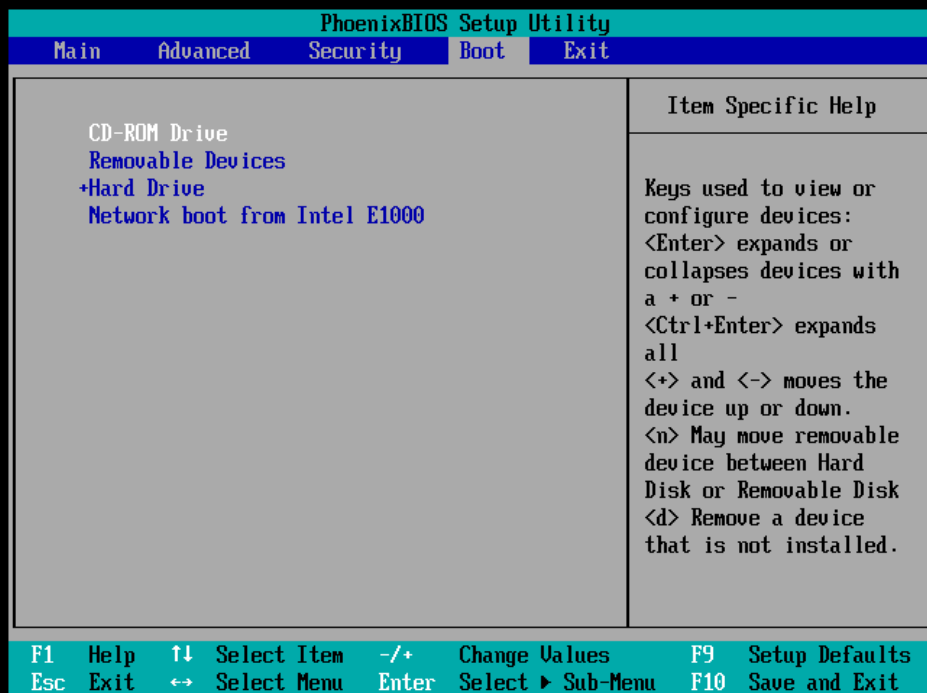 PhoenixBIOS Setup Utility
Main Advanced Security Boot Exit
CD-ROM Drive
Removable Devices
+Hard Drive
Network boot from Intel E1000
Item Specific Help
Keys used to view or
configure devices:
<Enter> expands or
collapses devices with
a + or -
<Ctrl+Enter> expands
all
<+> and <-> moves the
device up or down.
<n> May move removable
device between Hard
Disk or Removable Disk
<d> Remove a device
that is not installed.
F1 Help ↑↓ Select Item -/+ Change Values F9 Setup Defaults
Esc Exit ↔ Select Menu Enter Select ▶ Sub-Menu F10 Save and Exit